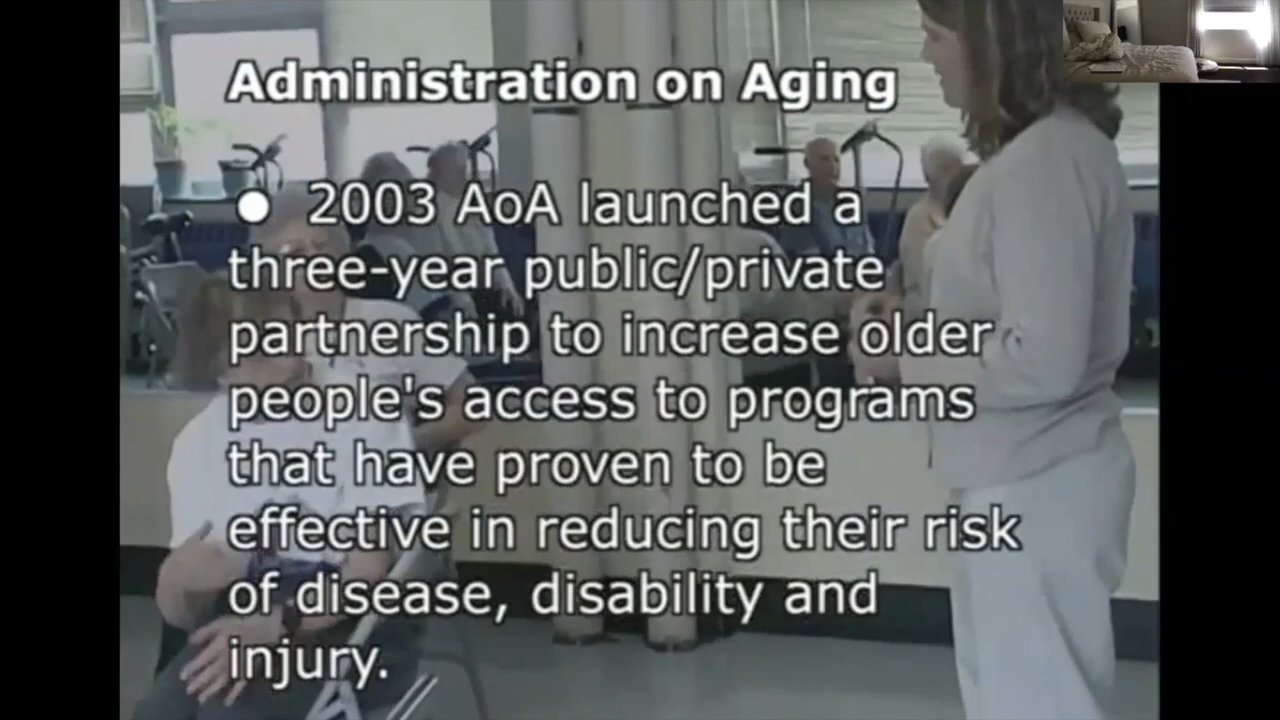 Administration on Aging
● 2003 AoA launched a
three-year public/private
partnership to increase older
people's access to programs
that have proven to be
effective in reducing their risk
of disease, disability and
injury.